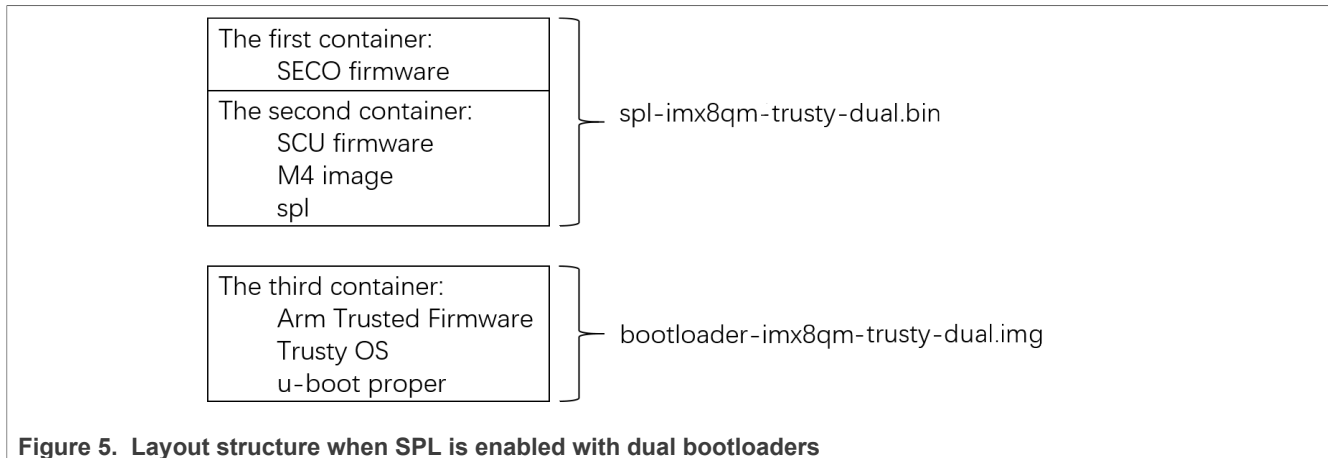 The first container:
SECO firmware
The second container:
SCU firmware
M4 image
spl
spl-imx8qm-trusty-dual.bin
The third container:
Arm Trusted Firmware
Trusty OS
u-boot proper
bootloader-imx8qm-trusty-dual.img
Figure 5. Layout structure when SPL is enabled with dual bootloaders